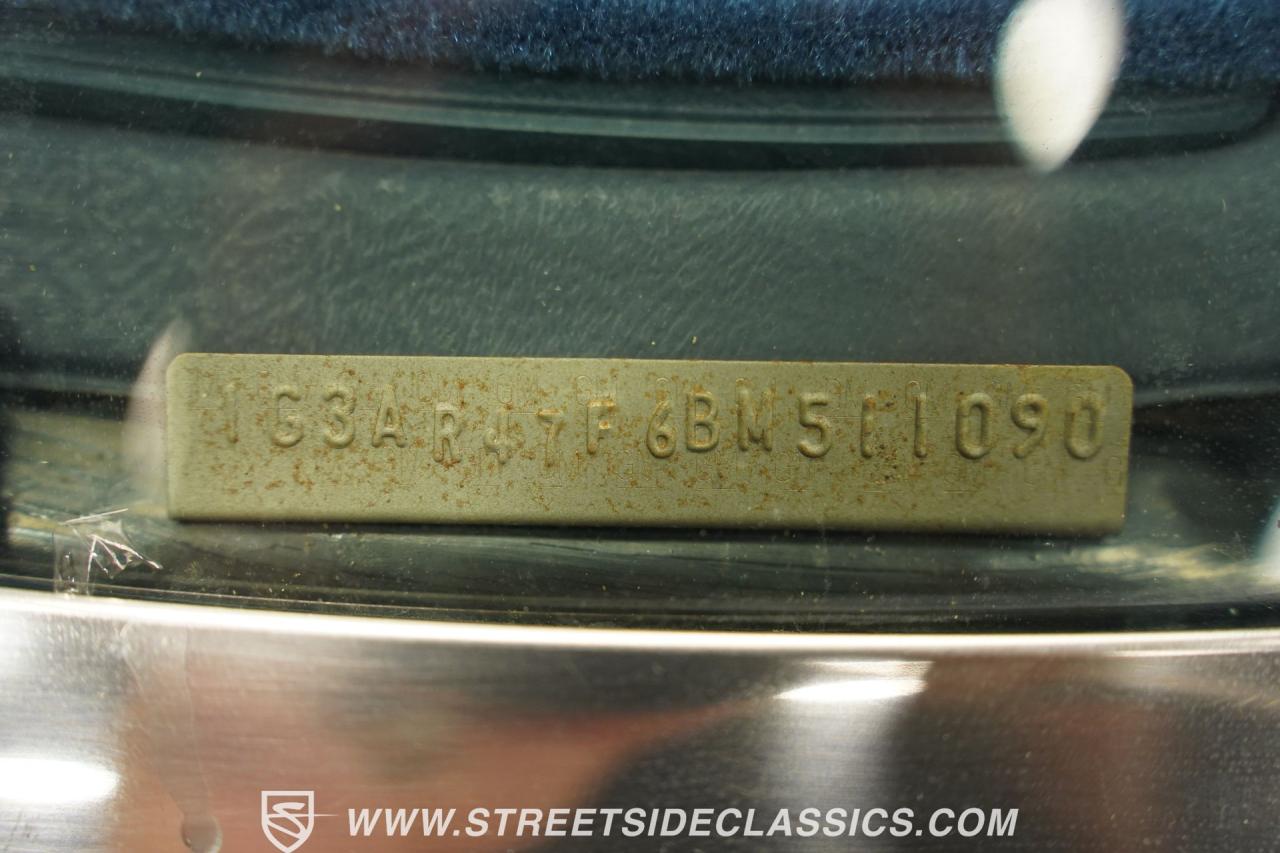 1G3AR47F6BM511090
WWW.STREETSIDECLASSICS.COM